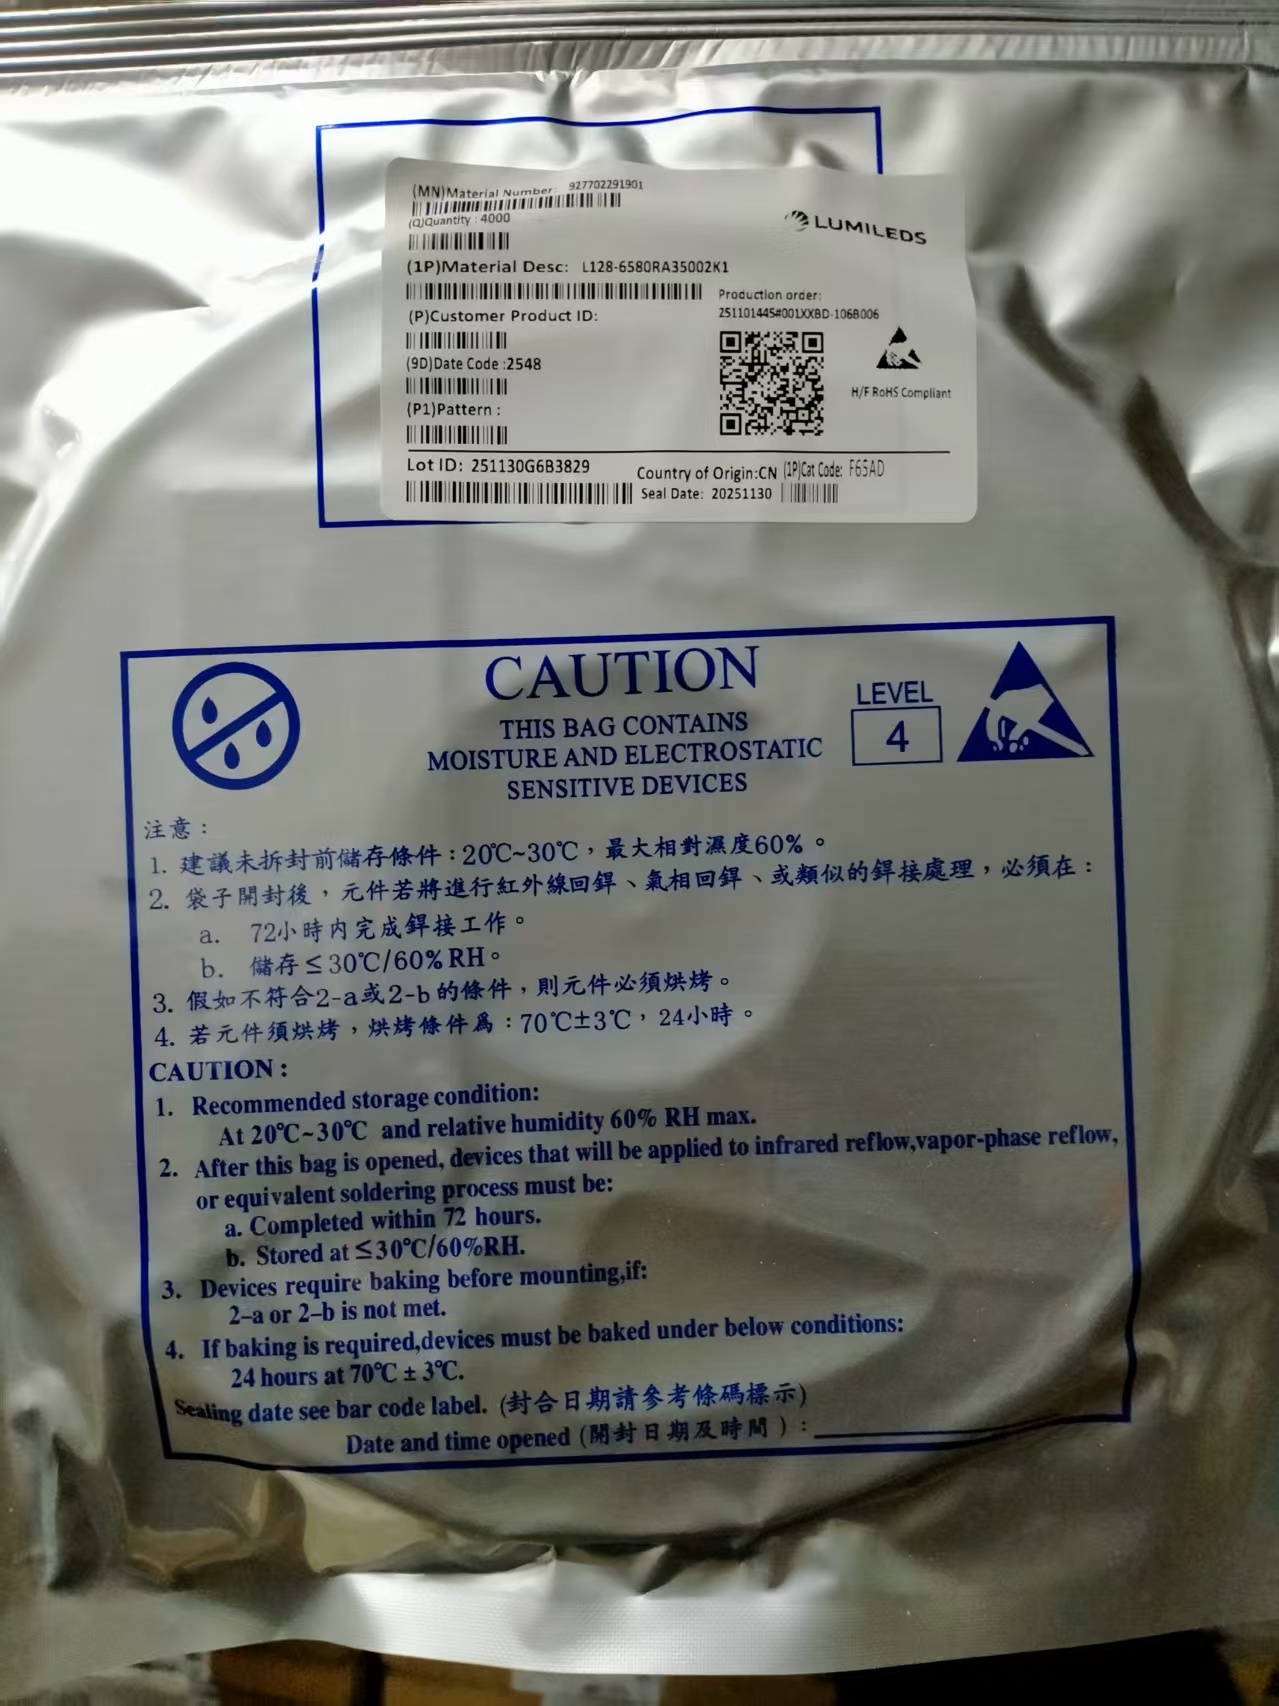 (MN)Material Number: 927702291901
(Q)Quantity : 4000
LUMILEDS
(1P)Material Desc: L128-6580RA35002K1
Production order:
251101445#001XXBD-106B006
(P)Customer Product ID:
(9D)Date Code :2548
H/F RoHS Compliant
(P1)Pattern :
Lot ID: 251130G6B3829
Country of Origin:CN (1P)Cat Code: F65AD
Seal Date: 20251130
CAUTION
THIS BAG CONTAINS
MOISTURE AND ELECTROSTATIC
SENSITIVE DEVICES
LEVEL
4
注意：
1. 建議未拆封前儲存條件：20℃~30℃，最大相對濕度60%。
2. 袋子開封後，元件若將進行紅外線回銲、氣相回銲、或類似的銲接處理，必須在：
a. 72小時內完成銲接工作。
b. 儲存≤30℃/60%RH。
3. 假如不符合2-a或2-b的條件，則元件必須烘烤。
4. 若元件須烘烤，烘烤條件爲：70℃±3℃，24小時。
CAUTION：
1. Recommended storage condition:
At 20℃~30℃ and relative humidity 60% RH max.
2. After this bag is opened, devices that will be applied to infrared reflow,vapor-phase reflow,
or equivalent soldering process must be:
a. Completed within 72 hours.
b. Stored at ≤30℃/60%RH.
3. Devices require baking before mounting,if:
2-a or 2-b is not met.
4. If baking is required,devices must be baked under below conditions:
24 hours at 70℃ ± 3℃.
Sealing date see bar code label. (封合日期請參考條碼標示)
Date and time opened (開封日期及時間)：